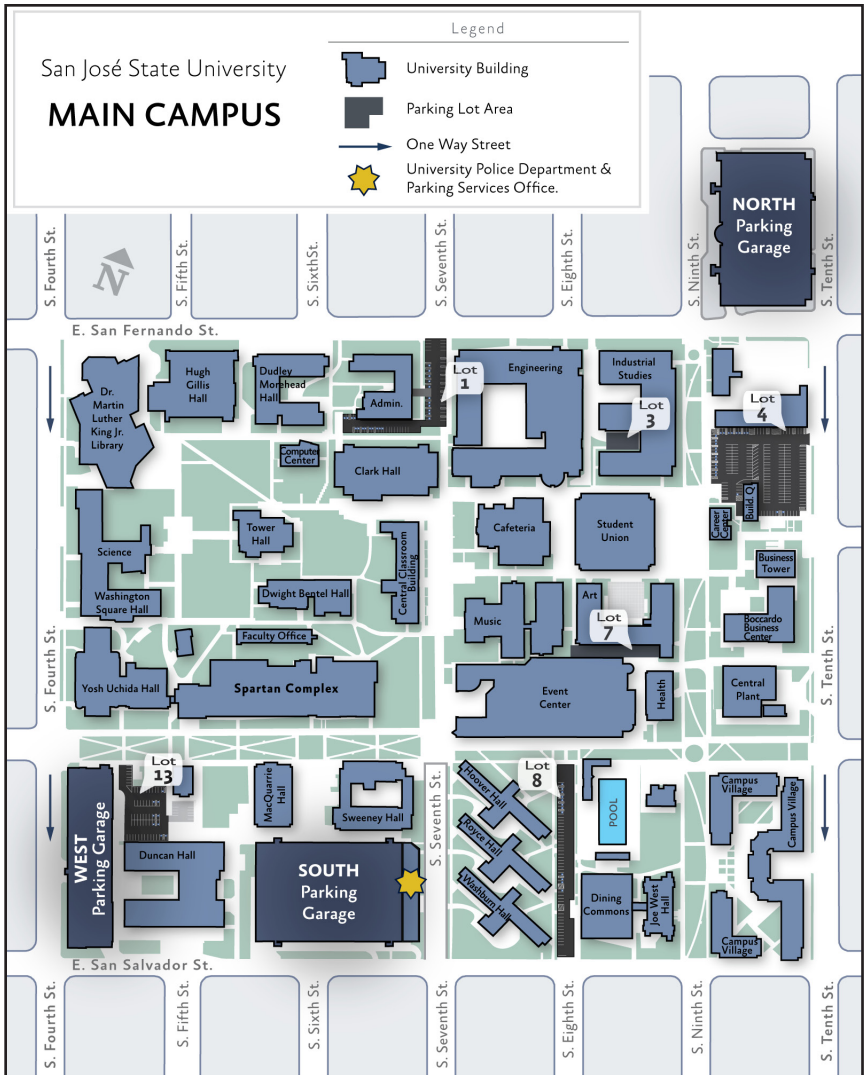 San José State University
MAIN CAMPUS
Legend
University Building
Parking Lot Area
One Way Street
University Police Department &
Parking Services Office.
NORTH
Parking
Garage
S. Fourth St.
S. Fifth St.
S. SixthSt.
S. Seventh St.
S. Eighth St.
S. Ninth St.
S. Tenth St.
N
E. San Fernando St.
Dr.
Martin
Luther
King Jr.
Library
Hugh
Gillis
Hall
Dudley
Morehead
Hall
Admin.
Lot
1
Engineering
Industrial
Studies
Lot
3
Lot
4
Computer
Center
Clark Hall
Tower
Hall
Cafeteria
Student
Union
Career
Center
Build. Q
Science
Washington
Square Hall
Dwight Bentel Hall
Central Classroom
Building
Business
Tower
Music
Art
Lot
7
Boccardo
Business
Center
Faculty Office
S. Fourth St.
S. Tenth St.
Yosh Uchida Hall
Spartan Complex
Event
Center
Health
Central
Plant
Lot
13
MacQuarrie
Hall
Sweeney Hall
S. Seventh St.
Hoover Hall
Royce Hall
Washburn Hall
Lot
8
POOL
Campus
Village
Campus Village
WEST
Parking Garage
Duncan Hall
SOUTH
Parking
Garage
Dining
Commons
Joe West
Hall
Campus
Village
E. San Salvador St.
S. Fourth St.
S. Fifth St.
S. Sixth St.
S. Seventh St.
S. Eighth St.
S. Ninth St.
S. Tenth St.